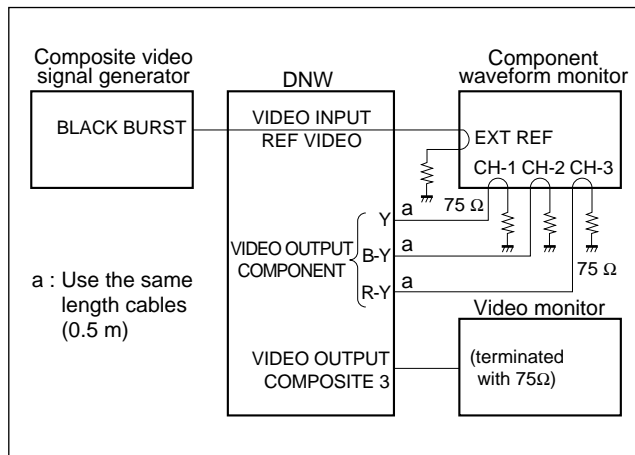 Composite video
signal generator
BLACK BURST
DNW
VIDEO INPUT
REF VIDEO
Component
waveform monitor
EXT REF
CH-1 CH-2 CH-3
75 Ω
75 Ω
a
Y
a
B-Y
a
R-Y
VIDEO OUTPUT
COMPONENT
a : Use the same
length cables
(0.5 m)
VIDEO OUTPUT
COMPOSITE 3
Video monitor
(terminated
with 75Ω)